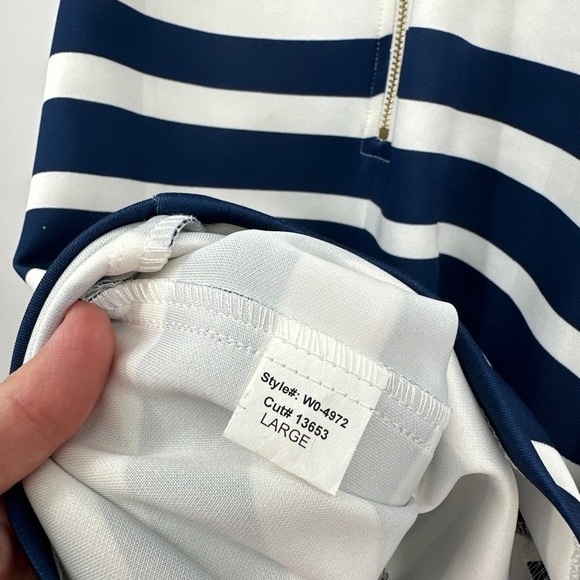 Style#: W0-4972
Cut# 13653
LARGE